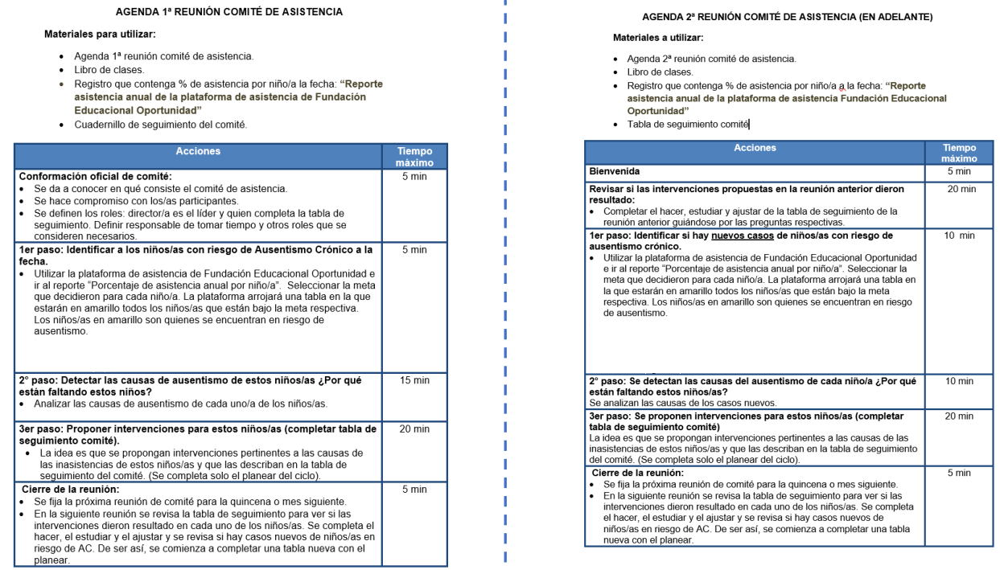 AGENDA 1ª REUNIÓN COMITÉ DE ASISTENCIA
Materiales para utilizar:
• Agenda 1ª reunión comité de asistencia.
• Libro de clases.
• Registro que contenga % de asistencia por niño/a la fecha: “Reporte
asistencia anual de la plataforma de asistencia de Fundación
Educacional Oportunidad”
• Cuadernillo de seguimiento del comité.
Acciones Tiempo
máximo
Conformación oficial de comité: 5 min
• Se da a conocer en qué consiste el comité de asistencia.
• Se hace compromiso con los/as participantes.
• Se definen los roles: director/a es el líder y quien completa la tabla de
seguimiento. Definir responsable de tomar tiempo y otros roles que se
consideren necesarios.
1er paso: Identificar a los niños/as con riesgo de Ausentismo Crónico a la 5 min
fecha.
• Utilizar la plataforma de asistencia de Fundación Educacional Oportunidad e
ir al reporte “Porcentaje de asistencia anual por niño/a”. Seleccionar la meta
que decidieron para cada niño/a. La plataforma arrojará una tabla en la que
estarán en amarillo todos los niños/as que están bajo la meta respectiva.
Los niños/as en amarillo son quienes se encuentran en riesgo de
ausentismo.
2° paso: Detectar las causas de ausentismo de estos niños/as ¿Por qué 15 min
están faltando estos niños?
• Analizar las causas de ausentismo de cada uno/a de los niños/as.
3er paso: Proponer intervenciones para estos niños/as (completar tabla de 20 min
seguimiento comité).
• La idea es que se propongan intervenciones pertinentes a las causas de
las inasistencias de estos niños/as y que las describan en la tabla de
seguimiento del comité. (Se completa solo el planear del ciclo).
Cierre de la reunión: 5 min
• Se fija la próxima reunión de comité para la quincena o mes siguiente.
• En la siguiente reunión se revisa la tabla de seguimiento para ver si las
intervenciones dieron resultado en cada uno de los niños/as. Se completa el
hacer, el estudiar y el ajustar y se revisa si hay casos nuevos de niños/as en
riesgo de AC. De ser así, se comienza a completar una tabla nueva con el
planear.
AGENDA 2ª REUNIÓN COMITÉ DE ASISTENCIA (EN ADELANTE)
Materiales a utilizar:
• Agenda 2ª reunión comité de asistencia.
• Libro de clases.
• Registro que contenga % de asistencia por niño/a a la fecha: “Reporte
asistencia anual de la plataforma de asistencia Fundación Educacional
Oportunidad”
• Tabla de seguimiento comité
Acciones Tiempo
máximo
Bienvenida 5 min
Revisar si las intervenciones propuestas en la reunión anterior dieron 20 min
resultado:
• Completar el hacer, estudiar y ajustar de la tabla de seguimiento de la
reunión anterior guiándose por las preguntas respectivas.
1er paso: Identificar si hay nuevos casos de niños/as con riesgo de 10 min
ausentismo crónico.
• Utilizar la plataforma de asistencia de Fundación Educacional Oportunidad
e ir al reporte “Porcentaje de asistencia anual por niño/a”. Seleccionar la
meta que decidieron para cada niño/a. La plataforma arrojará una tabla en
la que estarán en amarillo todos los niños/as que están bajo la meta
respectiva. Los niños/as en amarillo son quienes se encuentran en riesgo
de ausentismo.
2° paso: Se detectan las causas del ausentismo de cada niño/a ¿Por qué 10 min
están faltando estos niños/as?
Se analizan las causas de los casos nuevos.
3er paso: Se proponen intervenciones para estos niños/as (completar 20 min
tabla de seguimiento comité)
La idea es que se propongan intervenciones pertinentes a las causas de las
inasistencias de estos niños/as y que las describan en la tabla de seguimiento
del comité. (Se completa solo el planear del ciclo).
Cierre de la reunión: 5 min
• Se fija la próxima reunión de comité para la quincena o mes siguiente.
• En la siguiente reunión se revisa la tabla de seguimiento para ver si las
intervenciones dieron resultado en cada uno de los niños/as. Se completa
el hacer, el estudiar y el ajustar y se revisa si hay casos nuevos de
niños/as en riesgo de AC. De ser así, se comienza a completar una tabla
nueva con el planear.